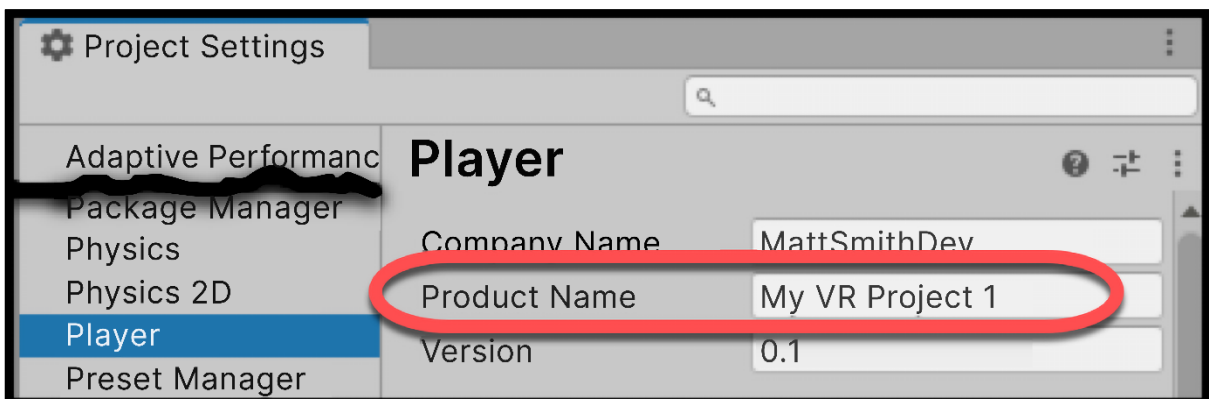 Project Settings
Adaptive Performanc
Package Manager
Physics
Physics 2D
Player
Preset Manager
Player
Company Name MattSmithDev
Product Name My VR Project 1
Version 0.1